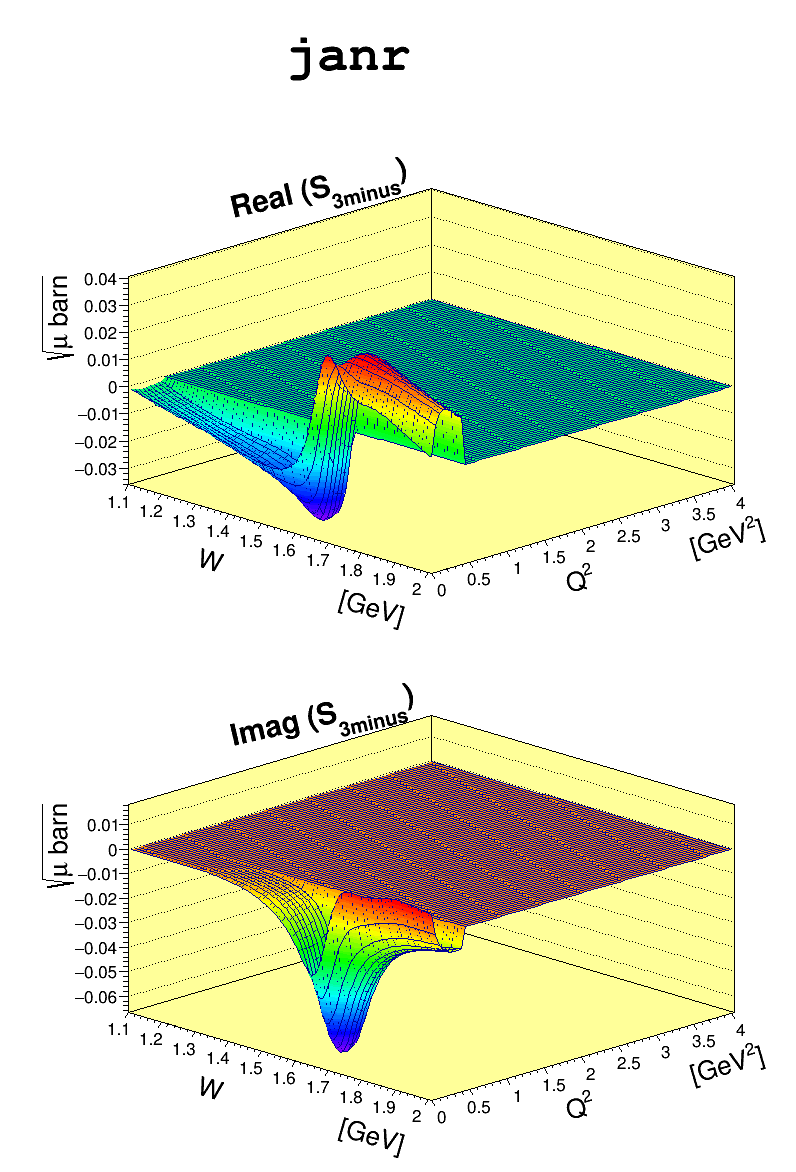 janr
Real (S3minus)
√μ barn
0.04
0.03
0.02
0.01
0
−0.01
−0.02
−0.03
1.1 1.2 1.3 1.4 1.5 1.6 1.7 1.8 1.9 2
W [GeV]
0 0.5 1 1.5 2 2.5 3 3.5 4
Q2 [GeV2]
Imag (S3minus)
√μ barn
0.01
0
−0.01
−0.02
−0.03
−0.04
−0.05
−0.06
1.1 1.2 1.3 1.4 1.5 1.6 1.7 1.8 1.9 2
W [GeV]
0 0.5 1 1.5 2 2.5 3 3.5 4
Q2 [GeV2]